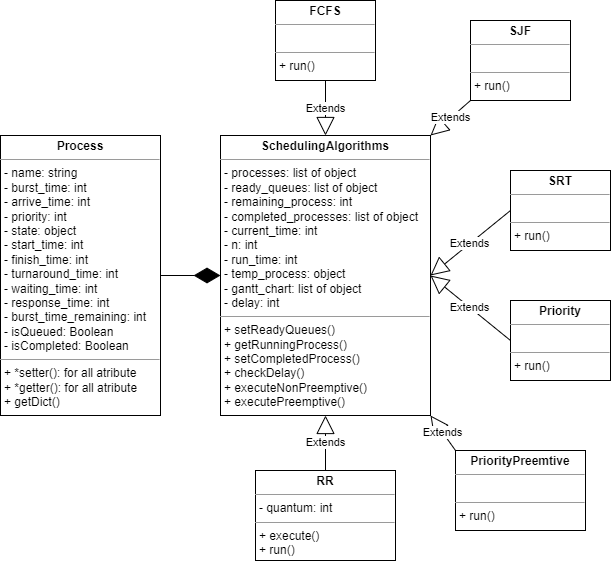 FCFS
+ run()
Extends
SJF
+ run()
Extends
Process
- name: string
- burst_time: int
- arrive_time: int
- priority: int
- state: object
- start_time: int
- finish_time: int
- turnaround_time: int
- waiting_time: int
- response_time: int
- burst_time_remaining: int
- isQueued: Boolean
- isCompleted: Boolean
+ *setter(): for all atribute
+ *getter(): for all atribute
+ getDict()
SchedulingAlgorithms
- processes: list of object
- ready_queues: list of object
- remaining_process: int
- completed_processes: list of object
- current_time: int
- n: int
- run_time: int
- temp_process: object
- gantt_chart: list of object
- delay: int
+ setReadyQueues()
+ getRunningProcess()
+ setCompletedProcess()
+ checkDelay()
+ executeNonPreemptive()
+ executePreemptive()
SRT
+ run()
Extends
Priority
+ run()
Extends
Extends
RR
- quantum: int
+ execute()
+ run()
Extends
PriorityPreemtive
+ run()